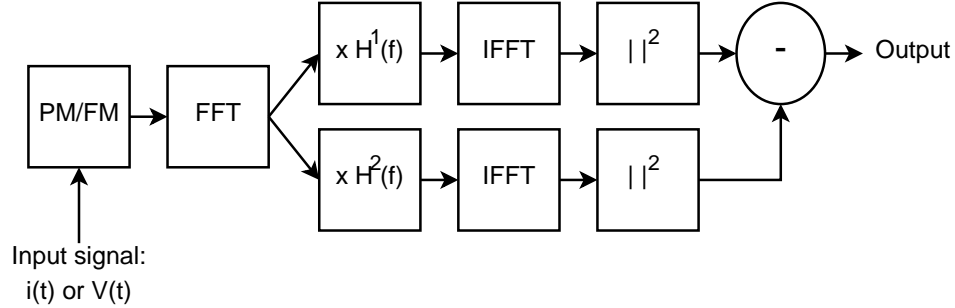 x H¹(f)
IFFT
| |²
-
Output
PM/FM
FFT
x H²(f)
IFFT
| |²
Input signal:
i(t) or V(t)